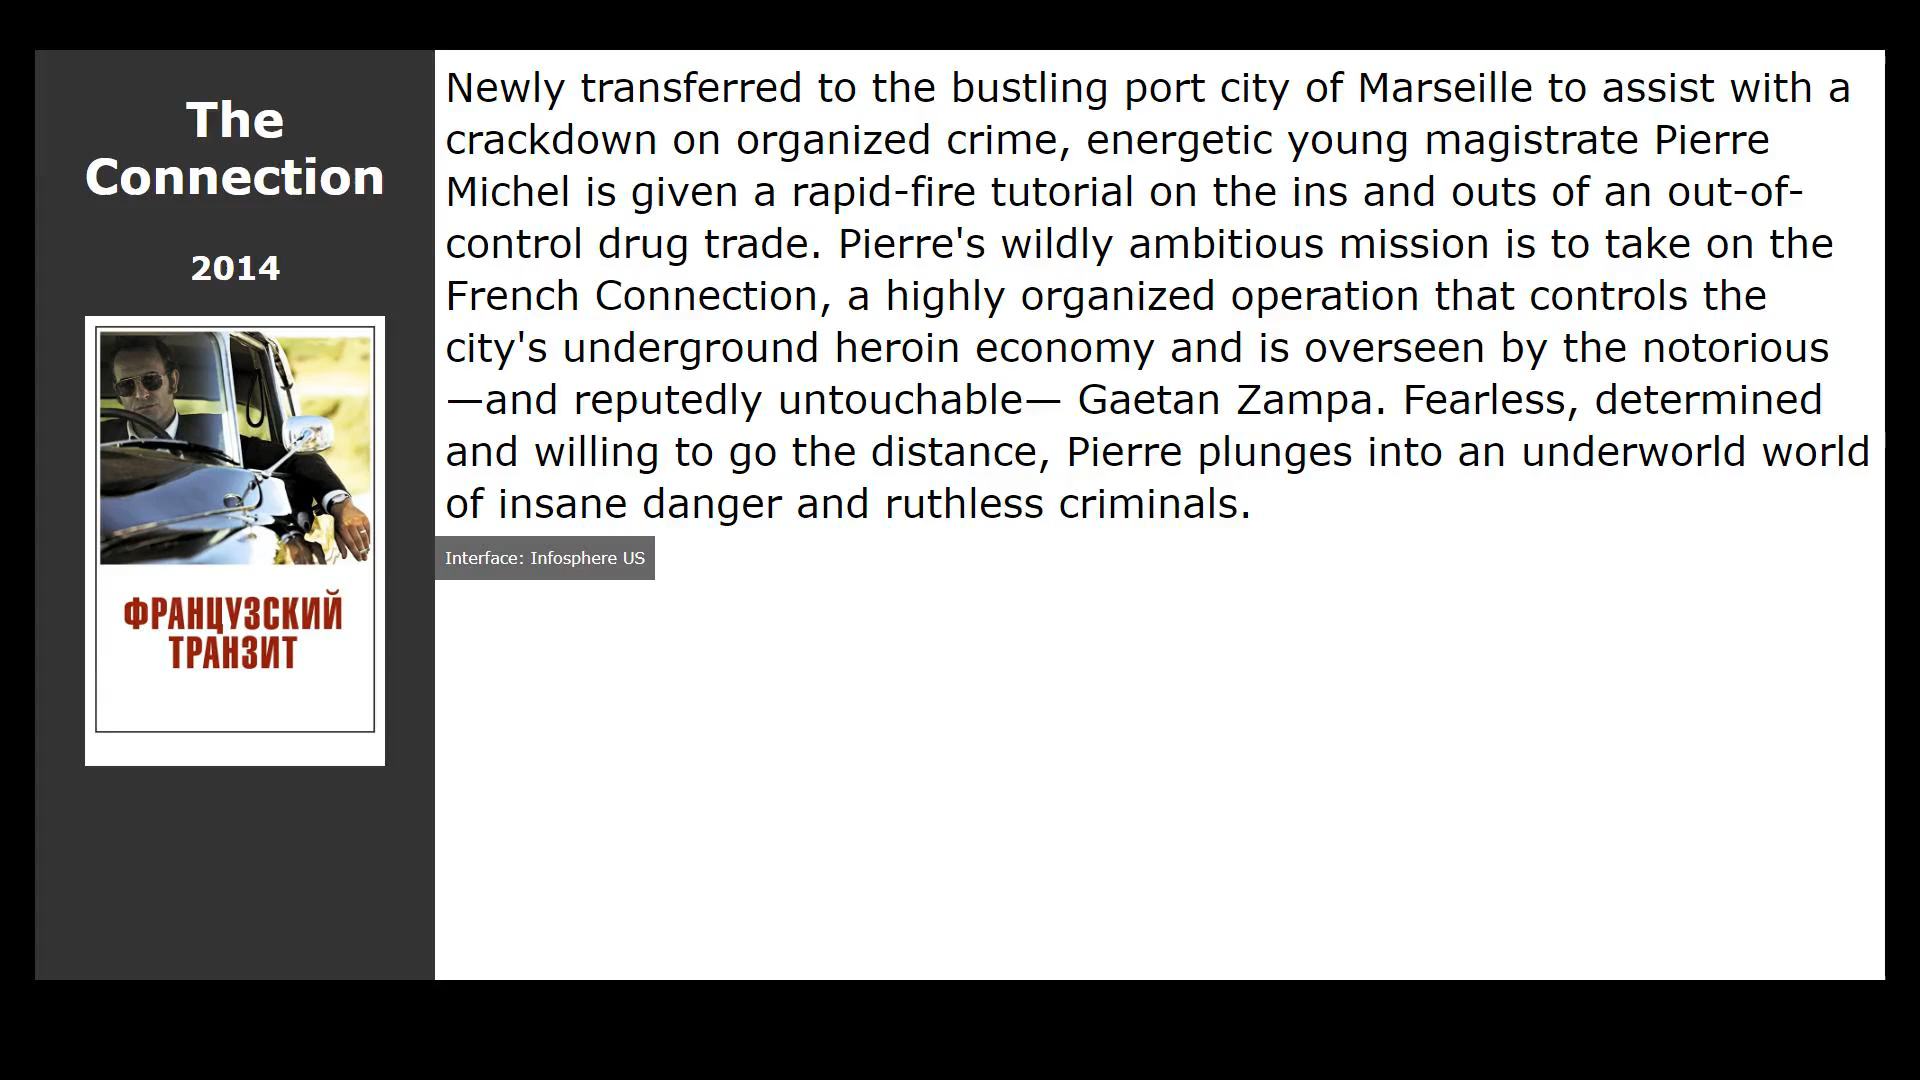 The
Connection
2014
ФРАНЦУЗСКИЙ
ТРАНЗИТ
Newly transferred to the bustling port city of Marseille to assist with a
crackdown on organized crime, energetic young magistrate Pierre
Michel is given a rapid-fire tutorial on the ins and outs of an out-of-
control drug trade. Pierre's wildly ambitious mission is to take on the
French Connection, a highly organized operation that controls the
city's underground heroin economy and is overseen by the notorious
—and reputedly untouchable— Gaetan Zampa. Fearless, determined
and willing to go the distance, Pierre plunges into an underworld world
of insane danger and ruthless criminals.
Interface: Infosphere US